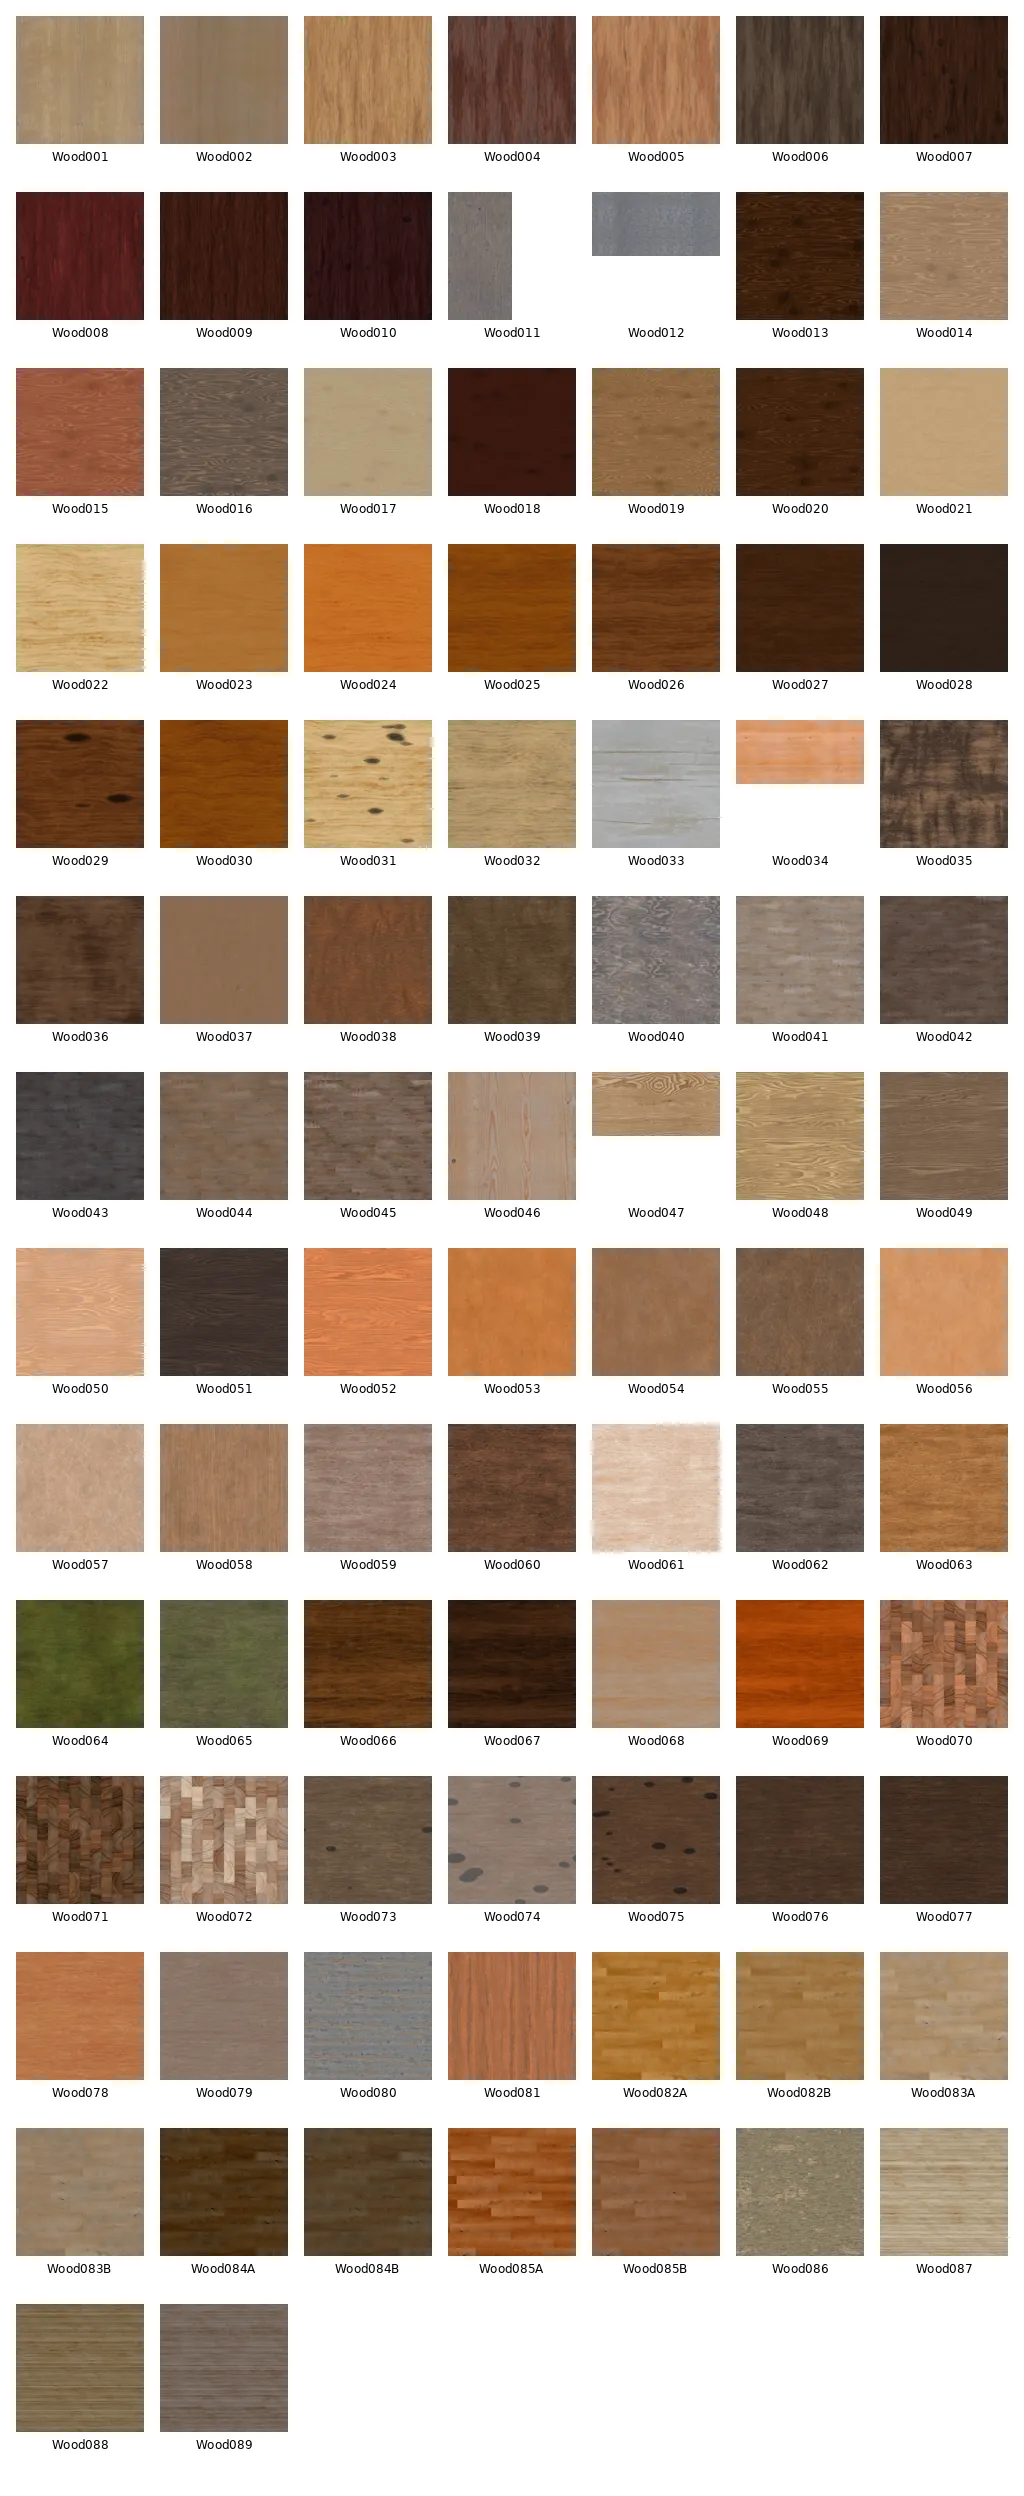 Wood001 Wood002 Wood003 Wood004 Wood005 Wood006 Wood007
Wood008 Wood009 Wood010 Wood011 Wood012 Wood013 Wood014
Wood015 Wood016 Wood017 Wood018 Wood019 Wood020 Wood021
Wood022 Wood023 Wood024 Wood025 Wood026 Wood027 Wood028
Wood029 Wood030 Wood031 Wood032 Wood033 Wood034 Wood035
Wood036 Wood037 Wood038 Wood039 Wood040 Wood041 Wood042
Wood043 Wood044 Wood045 Wood046 Wood047 Wood048 Wood049
Wood050 Wood051 Wood052 Wood053 Wood054 Wood055 Wood056
Wood057 Wood058 Wood059 Wood060 Wood061 Wood062 Wood063
Wood064 Wood065 Wood066 Wood067 Wood068 Wood069 Wood070
Wood071 Wood072 Wood073 Wood074 Wood075 Wood076 Wood077
Wood078 Wood079 Wood080 Wood081 Wood082A Wood082B Wood083A
Wood083B Wood084A Wood084B Wood085A Wood085B Wood086 Wood087
Wood088 Wood089